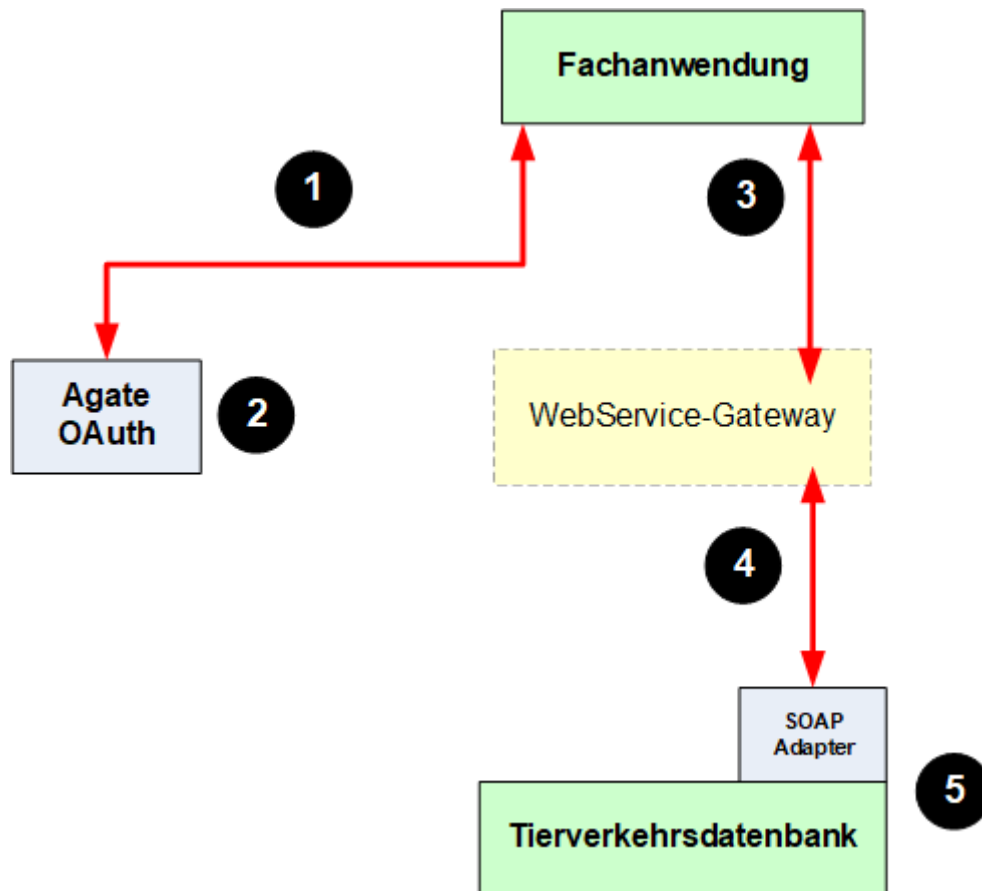 Fachanwendung
1
3
Agate
OAuth
2
WebService-Gateway
4
SOAP
Adapter
5
Tierverkehrsdatenbank